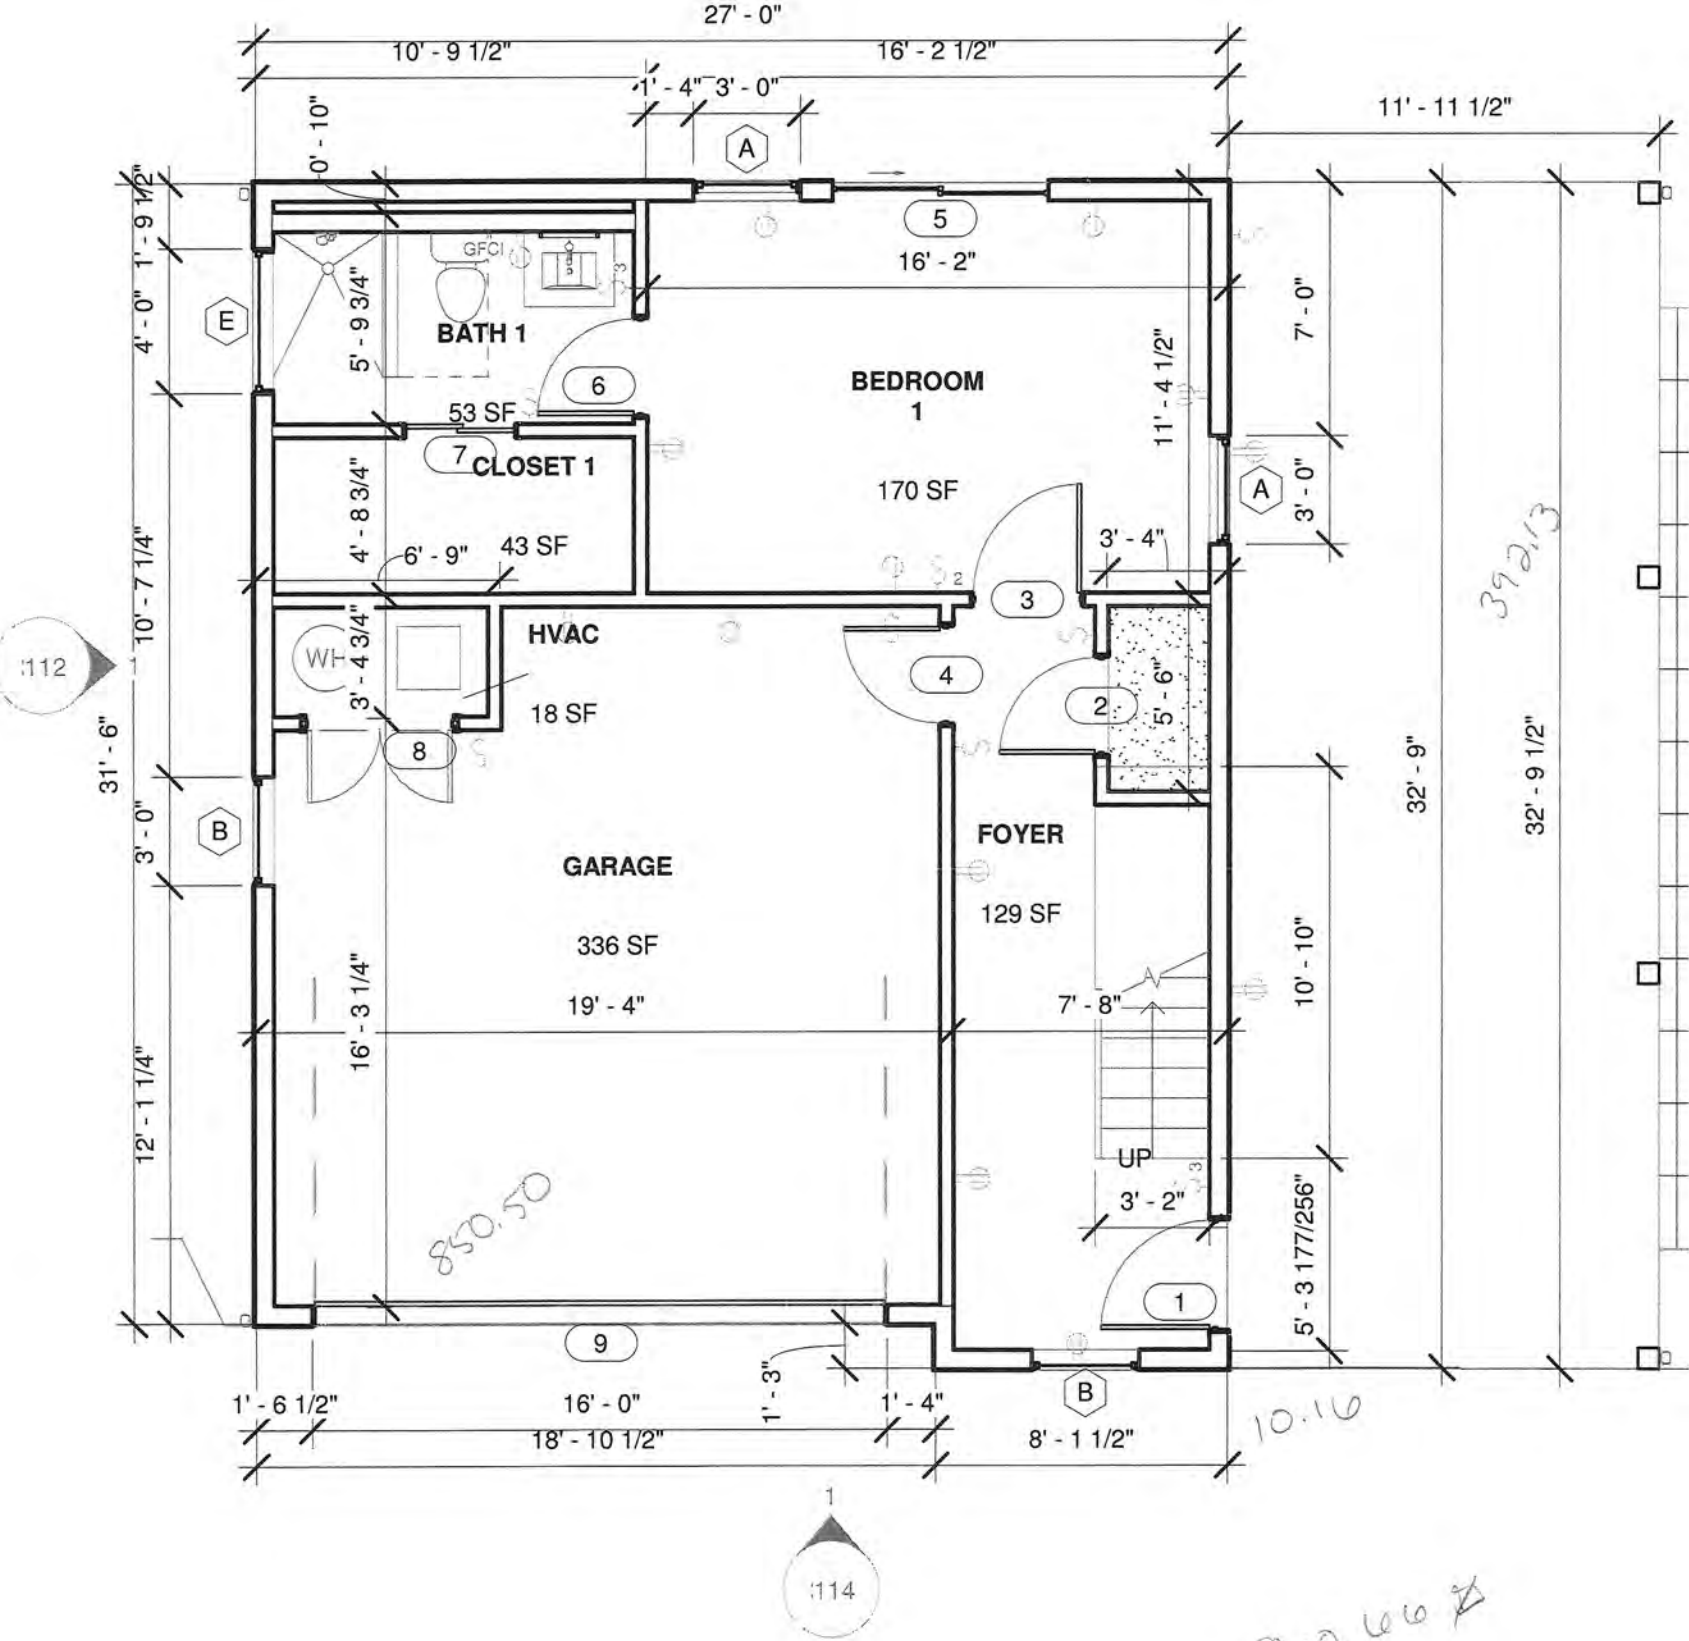 27' - 0"
10' - 9 1/2"
16' - 2 1/2"
1' - 4"
3' - 0"
11' - 11 1/2"
0' - 10"
A
1' - 9 1/2"
5
GFCI
16' - 2"
3
4' - 0"
E
5' - 9 3/4"
BATH 1
7' - 0"
6
BEDROOM
1
11' - 4 1/2"
53 SF
7
CLOSET 1
170 SF
A
3' - 0"
4' - 8 3/4"
6' - 9"
43 SF
3' - 4"
S
2
392.13
10' - 7 1/4"
3
HVAC
S
:112
1
WH
3' - 4 3/4"
4
2
5' - 6"
18 SF
31' - 6"
8
S
S
32' - 9"
32' - 9 1/2"
3' - 0"
B
FOYER
GARAGE
129 SF
336 SF
10' - 10"
19' - 4"
7' - 8"
16' - 3 1/4"
12' - 1 1/4"
UP
3
3' - 2"
850.50
5' - 3 177/256"
1
9
1' - 3"
B
1' - 6 1/2"
16' - 0"
1' - 4"
10.16
18' - 10 1/2"
8' - 1 1/2"
1
:114